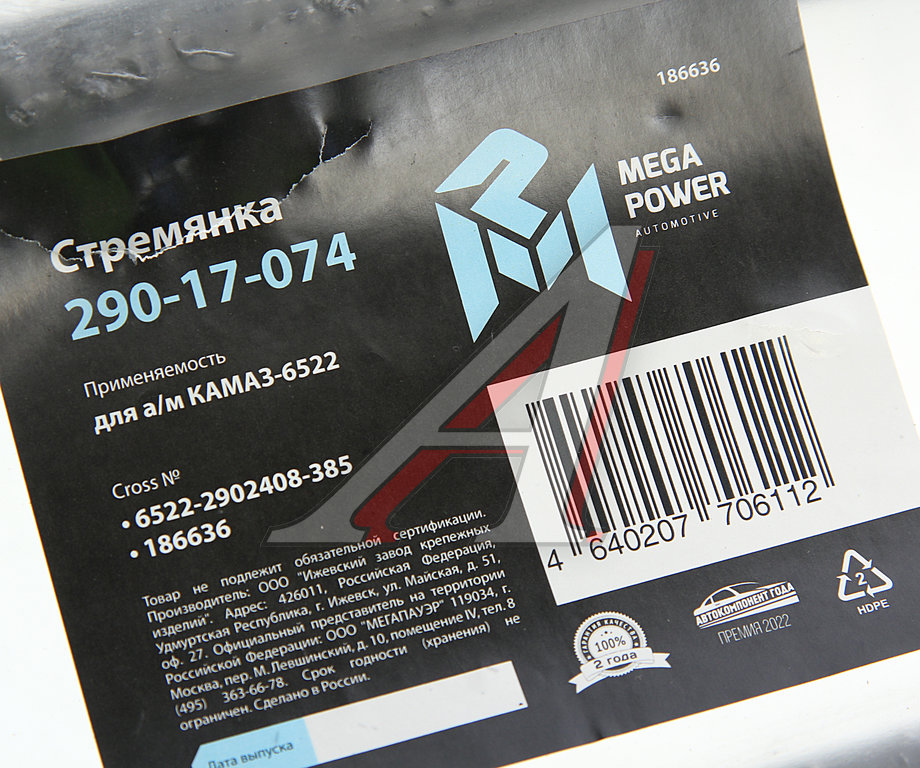 186636
MEGA
POWER
AUTOMOTIVE
Стремянка
290-17-074
Применяемость
для а/м КАМАЗ-6522
Cross №
• 6522-2902408-385
• 186636
Товар не подлежит обязательной сертификации.
Производитель: ООО "Ижевский завод крепежных
изделий". Адрес: 426011, Российская Федерация,
Удмуртская Республика, г. Ижевск, ул. Майская, д. 51,
оф. 27. Официальный представитель на территории
Российской Федерации: ООО "МЕГАПАУЭР" 119034, г.
Москва, пер. М. Левшинский, д. 10, помещение IV, тел. 8
(495) 363-66-78. Срок годности (хранения) не
ограничен. Сделано в России.
Дата выпуска
4 640207 706112
ГАРАНТИЯ КАЧЕСТВА
100%
2 года
АВТОКОМПОНЕНТ ГОДА
ПРЕМИЯ 2022
2
HDPE